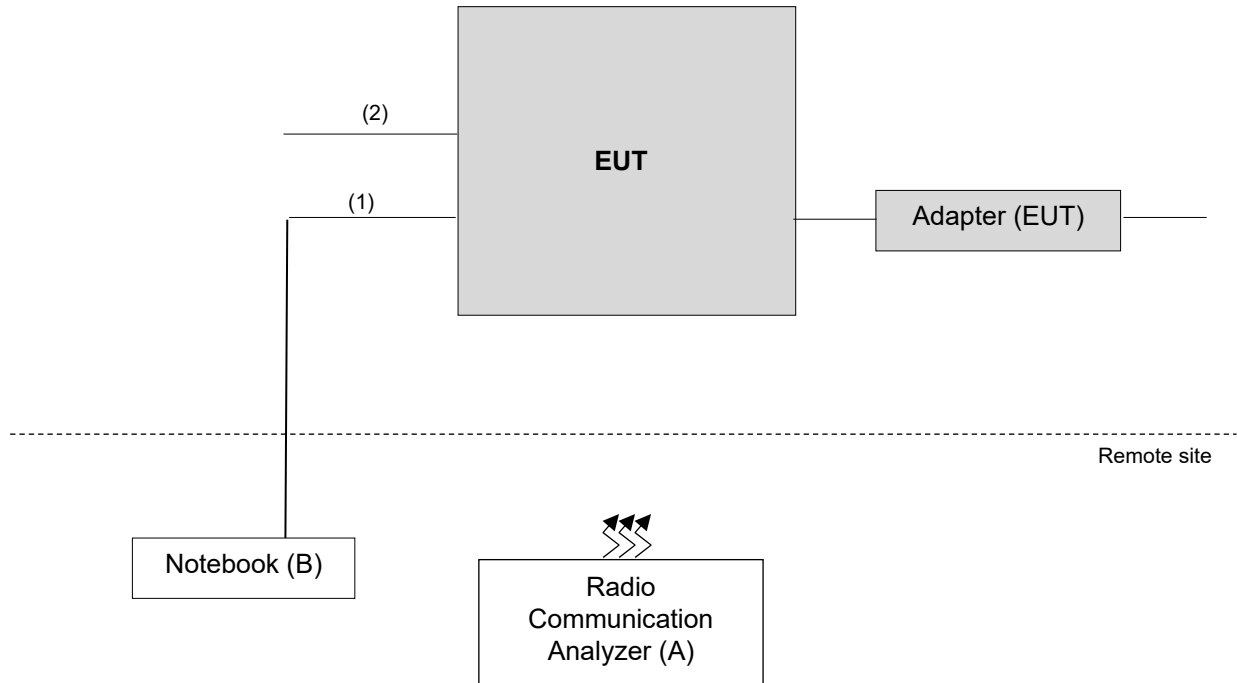 (2)
EUT
(1)
Adapter (EUT)
Remote site
Notebook (B)
Radio
Communication
Analyzer (A)